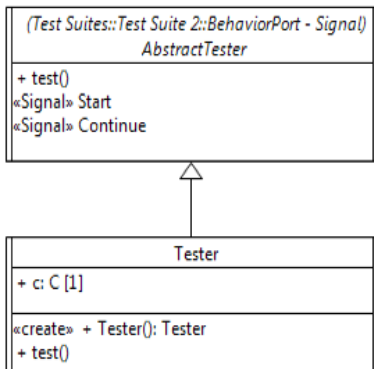 (Test Suites::Test Suite 2::BehaviorPort - Signal)
AbstractTester
+ test()
«Signal» Start
«Signal» Continue
Tester
+ c: C [1]
«create» + Tester(): Tester
+ test()